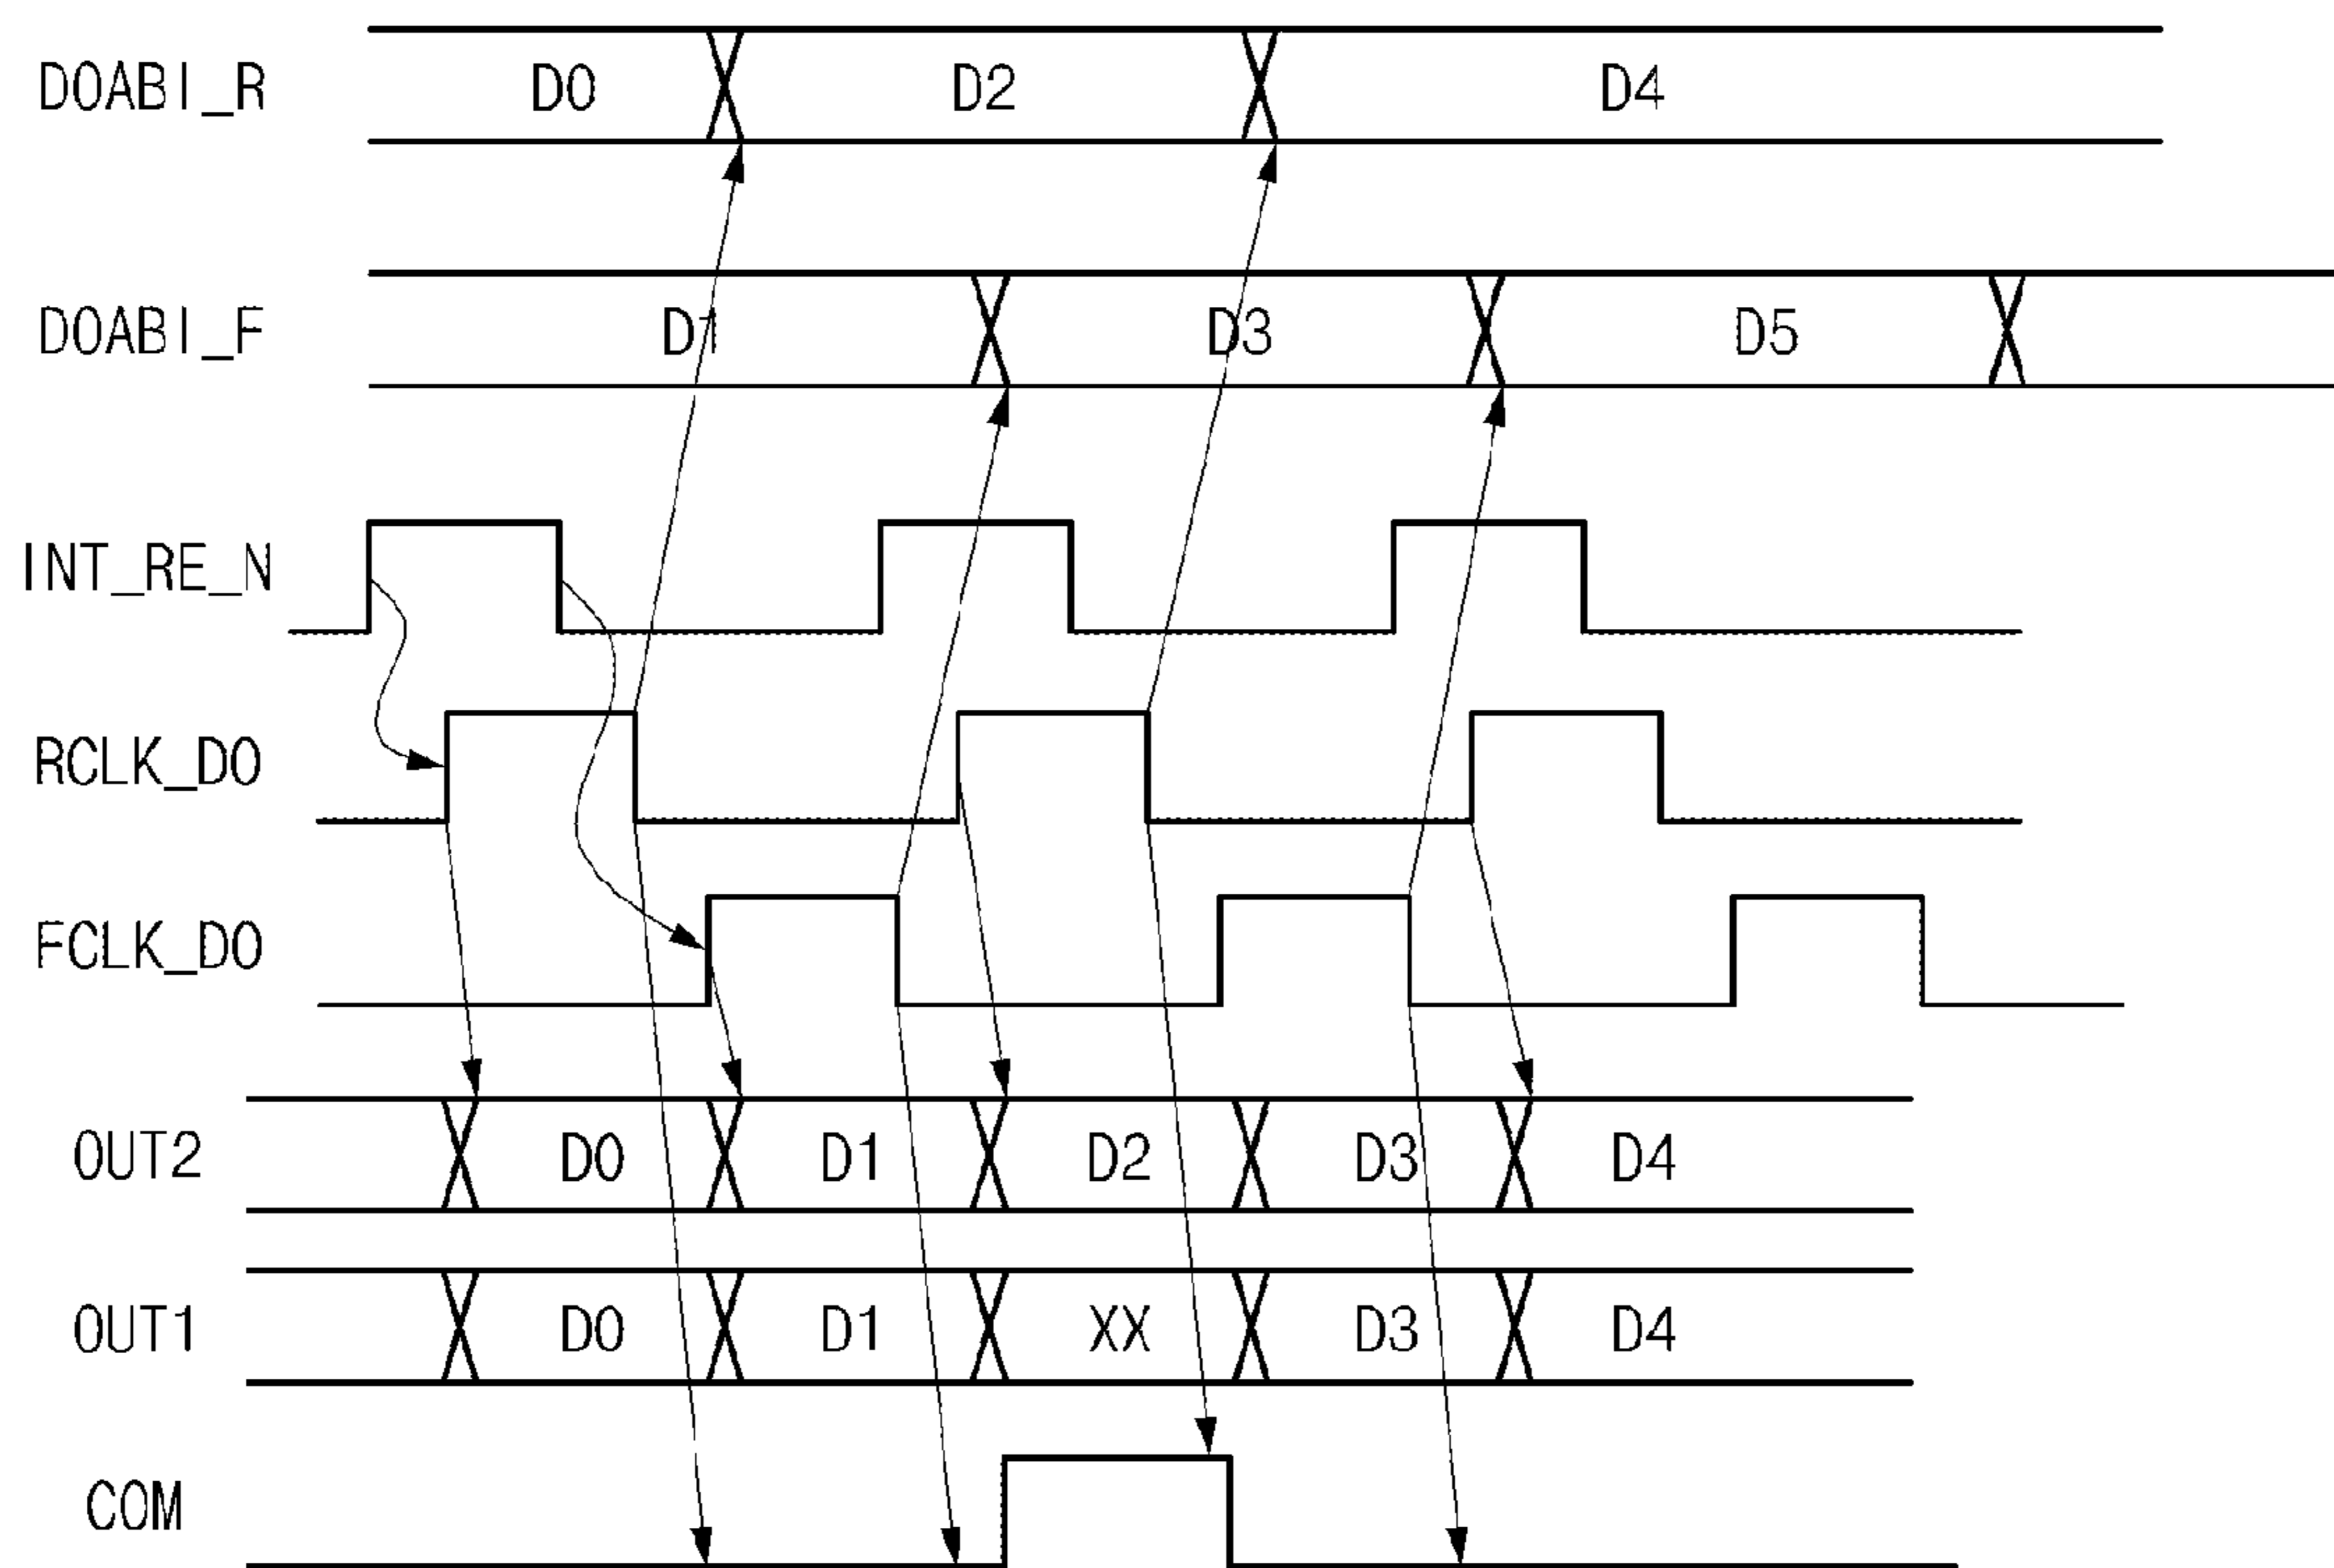 DOABI_R D0 D2 D4
DOABI_F D1 D3 D5
INT_RE_N
RCLK_DO
FCLK_DO
OUT2 D0 D1 D2 D3 D4
OUT1 D0 D1 XX D3 D4
COM